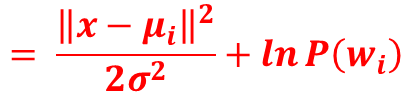 = ‖x − μᵢ‖² / 2σ² + ln P(wᵢ)